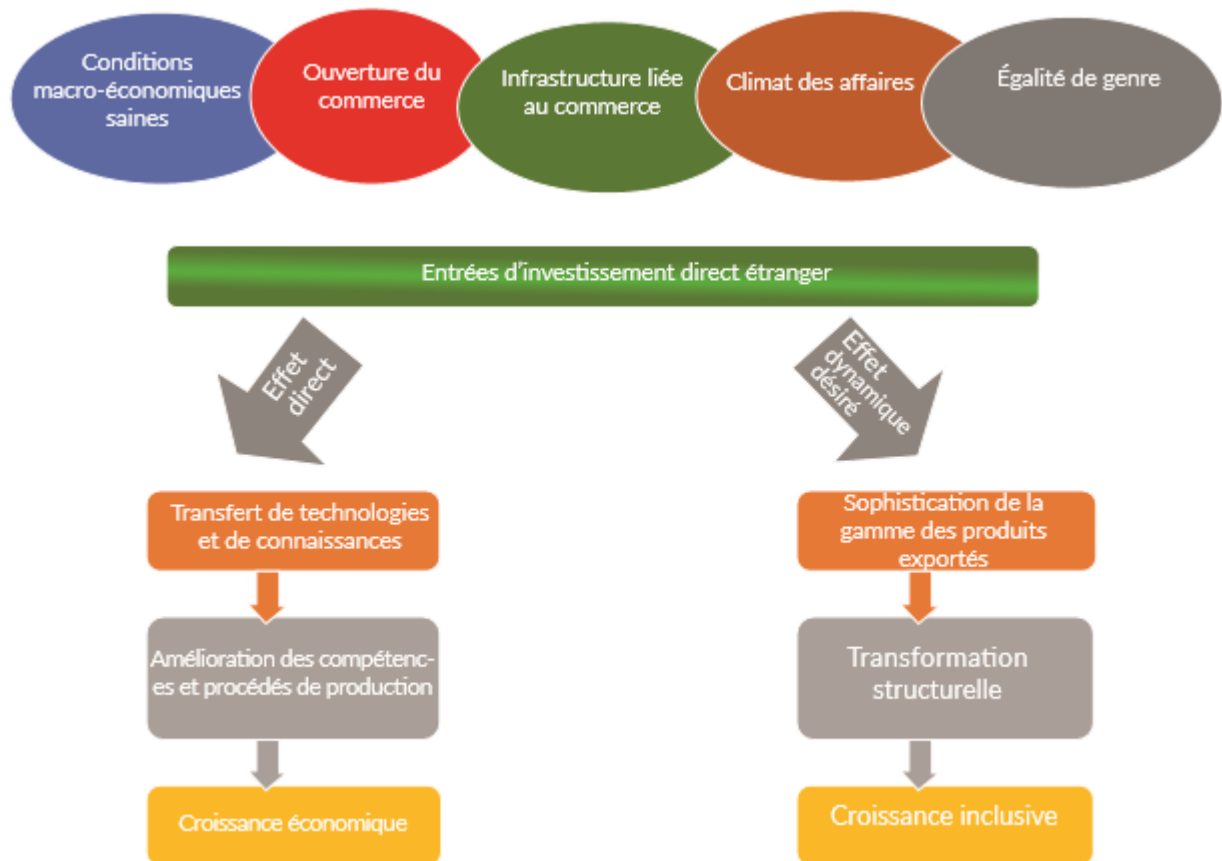 Conditions
macro-économiques
saines
Ouverture du
commerce
Infrastructure liée
au commerce
Climat des affaires
Égalité de genre
Entrées d'investissement direct étranger
Effet
direct
Effet
dynamique
désiré
Transfert de technologies
et de connaissances
Amélioration des compétenc-
es et procédés de production
Croissance économique
Sophistication de la
gamme des produits
exportés
Transformation
structurelle
Croissance inclusive